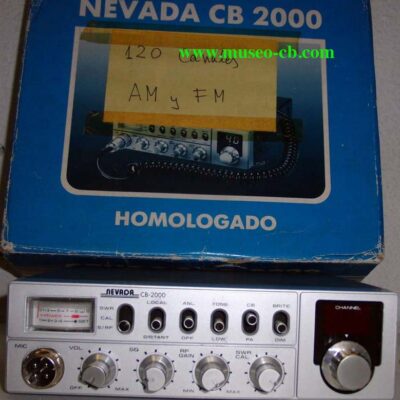 NEVADA CB 2000
www.museo-cb.com
120 canales
AM y FM
HOMOLOGADO
NEVADA CB-2000
LOCAL ANL TONE CB BRITE
SWR
CAL
S/RF
DISTANT OFF LOW PA DIM
CHANNEL
MIC VOL SQ RF GAIN SWR CAL
OFF MAX MAX MIN MAX